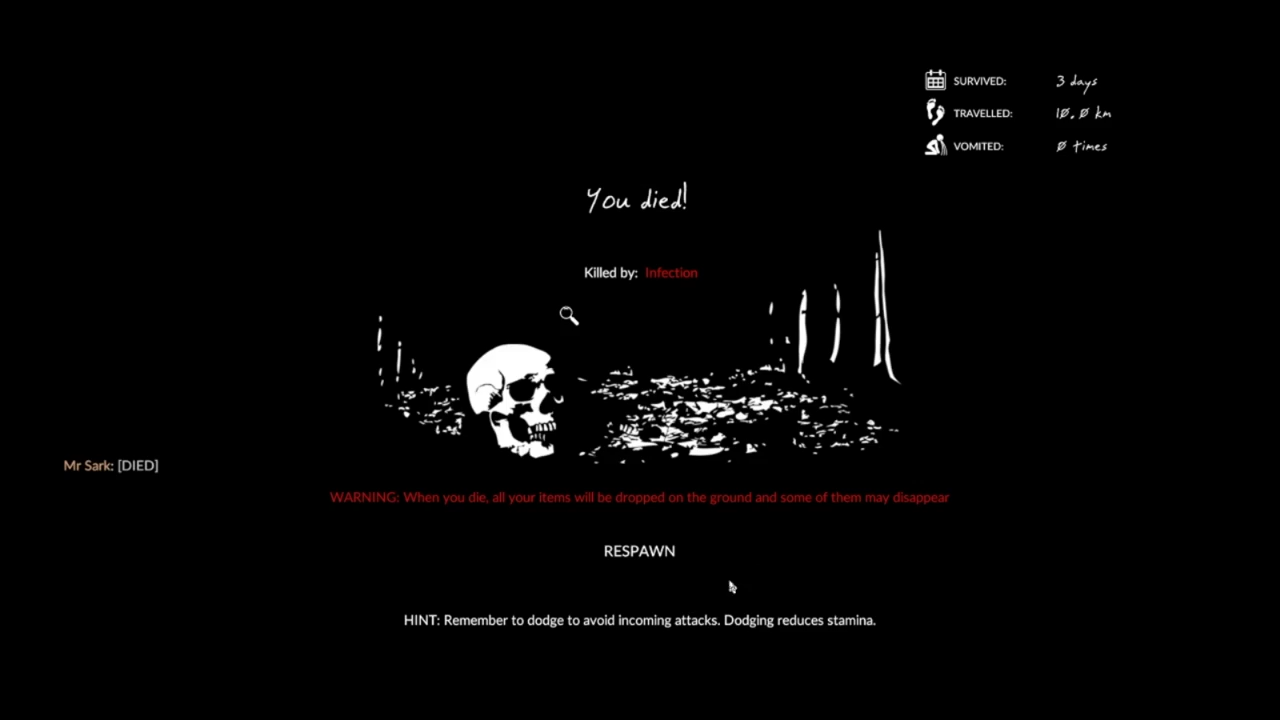 SURVIVED: 3 days
TRAVELLED: 10.0 km
VOMITED: 0 times
You died!
Killed by: Infection
Mr Sark: [DIED]
WARNING: When you die, all your items will be dropped on the ground and some of them may disappear
RESPAWN
HINT: Remember to dodge to avoid incoming attacks. Dodging reduces stamina.